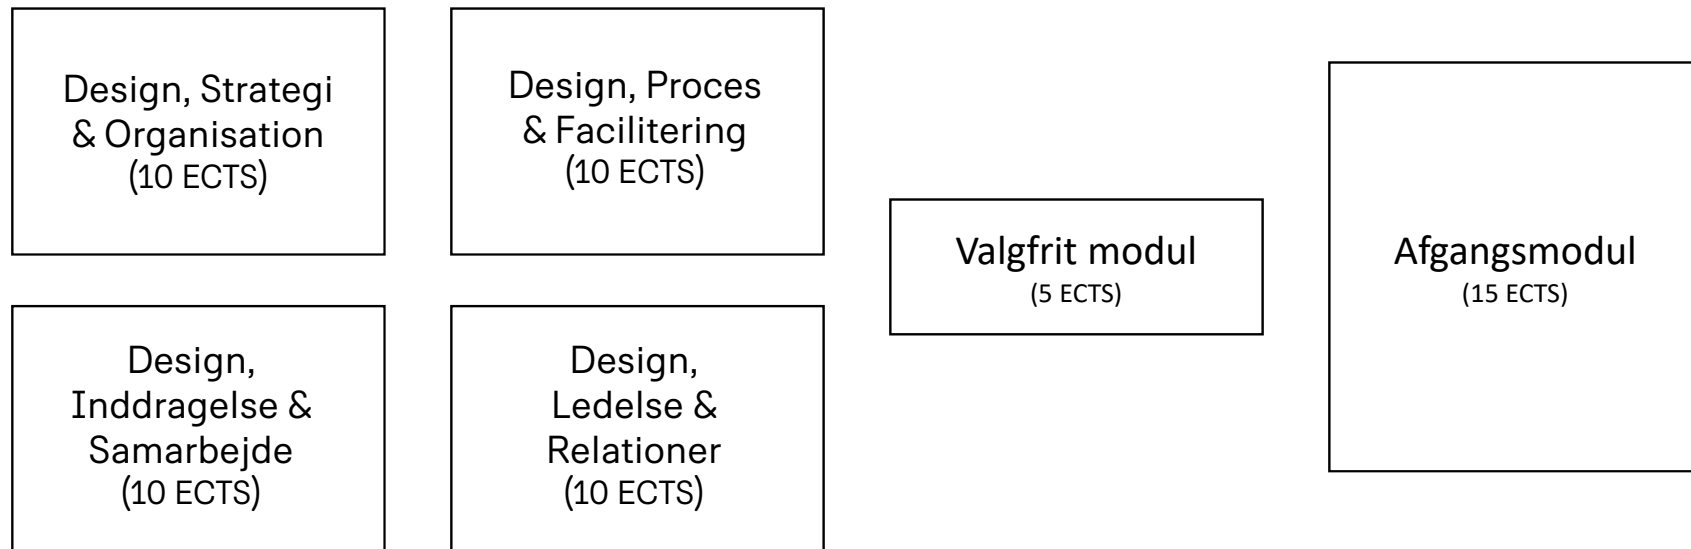 Design, Strategi
& Organisation
(10 ECTS)
Design, Proces
& Facilitering
(10 ECTS)
Design,
Inddragelse &
Samarbejde
(10 ECTS)
Design,
Ledelse &
Relationer
(10 ECTS)
Valgfrit modul
(5 ECTS)
Afgangsmodul
(15 ECTS)